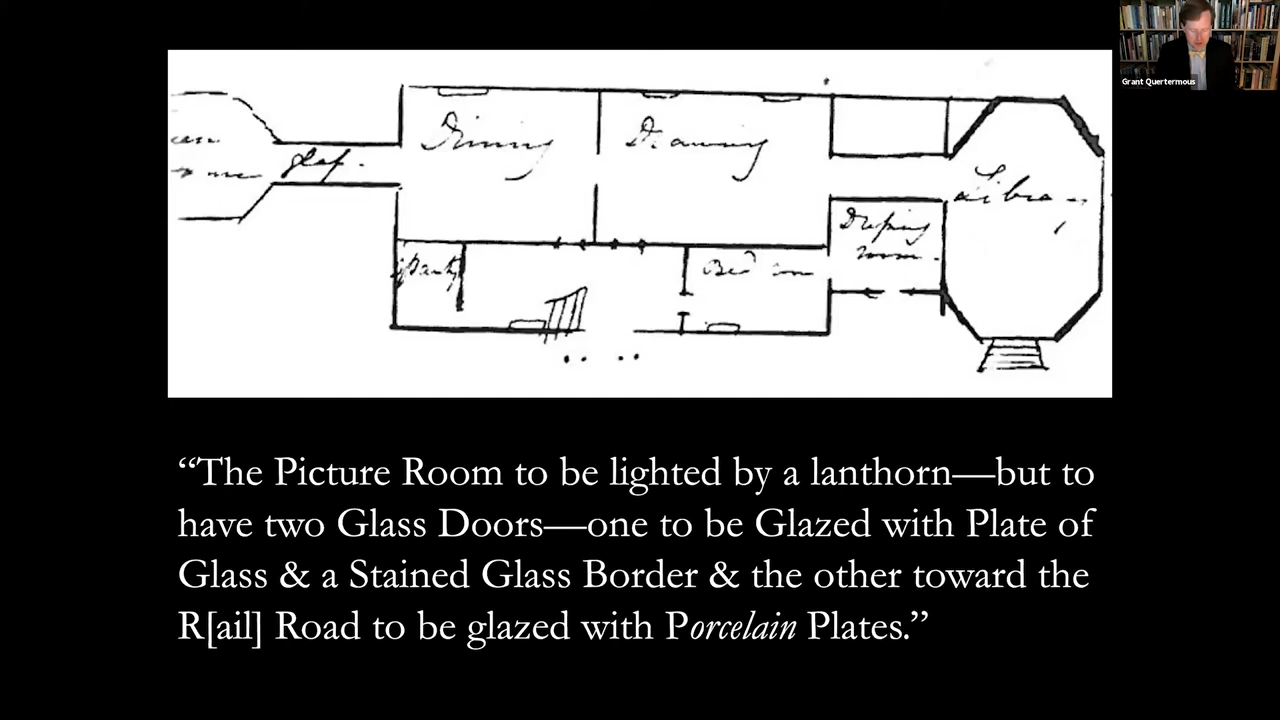 Grant Quertermous
Dining
Drawing
Library
Dressing
room.
“The Picture Room to be lighted by a lanthorn—but to
have two Glass Doors—one to be Glazed with Plate of
Glass & a Stained Glass Border & the other toward the
R[ail] Road to be glazed with Porcelain Plates.”